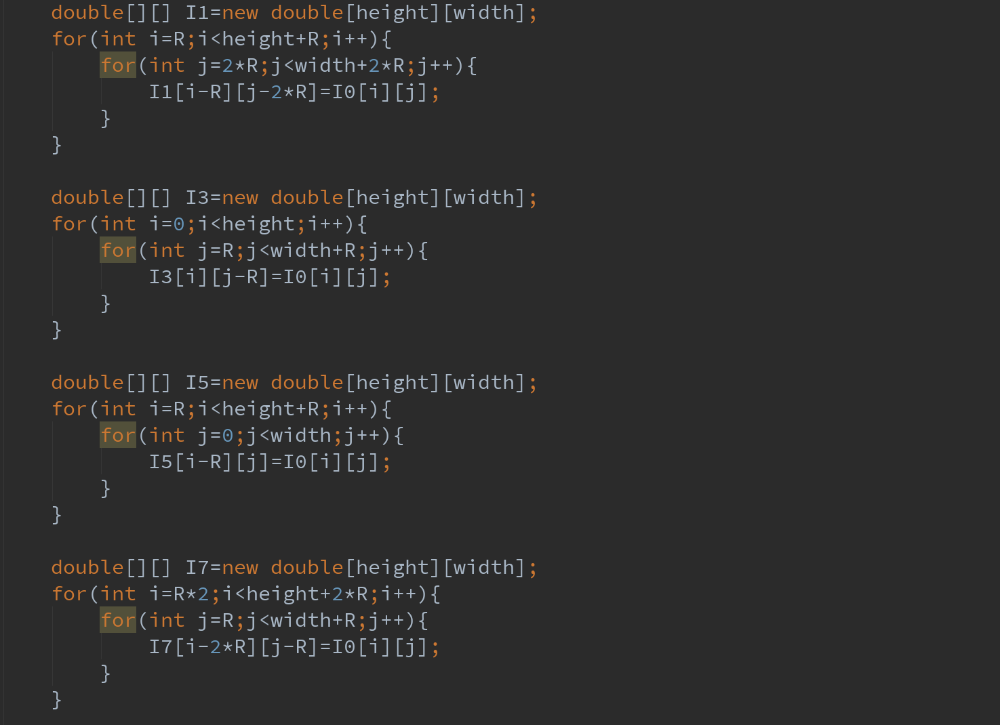 double[][] I1=new double[height][width];
for(int i=R;i<height+R;i++){
    for(int j=2*R;j<width+2*R;j++){
        I1[i-R][j-2*R]=I0[i][j];
    }
}

double[][] I3=new double[height][width];
for(int i=0;i<height;i++){
    for(int j=R;j<width+R;j++){
        I3[i][j-R]=I0[i][j];
    }
}

double[][] I5=new double[height][width];
for(int i=R;i<height+R;i++){
    for(int j=0;j<width;j++){
        I5[i-R][j]=I0[i][j];
    }
}

double[][] I7=new double[height][width];
for(int i=R*2;i<height+2*R;i++){
    for(int j=R;j<width+R;j++){
        I7[i-2*R][j-R]=I0[i][j];
    }
}